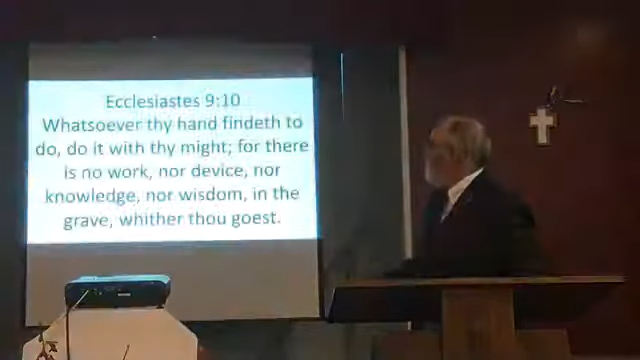 Ecclesiastes 9:10
Whatsoever thy hand findeth to
do, do it with thy might; for there
is no work, nor device, nor
knowledge, nor wisdom, in the
grave, whither thou goest.